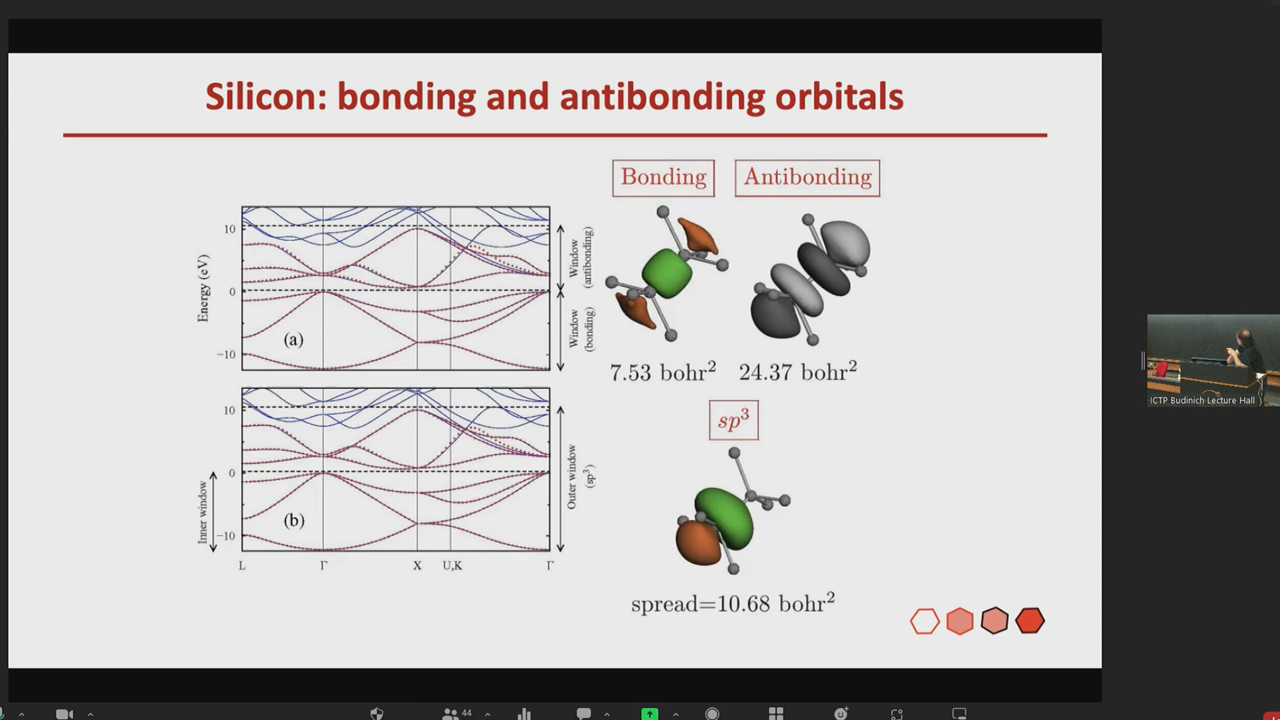 Silicon: bonding and antibonding orbitals
Bonding
Antibonding
7.53 bohr²
24.37 bohr²
sp³
spread=10.68 bohr²
Energy (eV)
10
0
−10
(a)
Window
(antibonding)
Window
(bonding)
10
0
−10
(b)
Inner window
Outer window
(sp³)
L
Γ
X
U,K
Γ
ICTP Budinich Lecture Hall
44